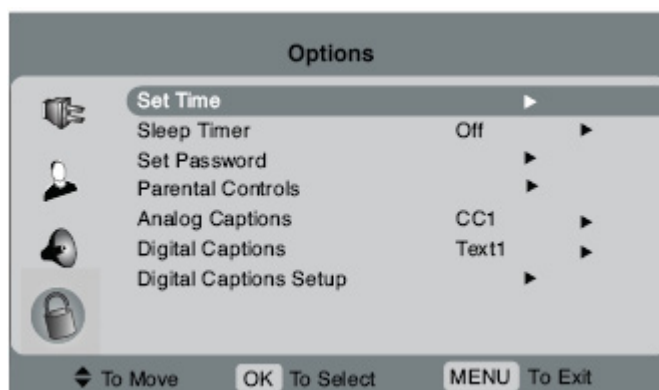 Options
Set Time
Sleep Timer Off
Set Password
Parental Controls
Analog Captions CC1
Digital Captions Text1
Digital Captions Setup
To Move OK To Select MENU To Exit